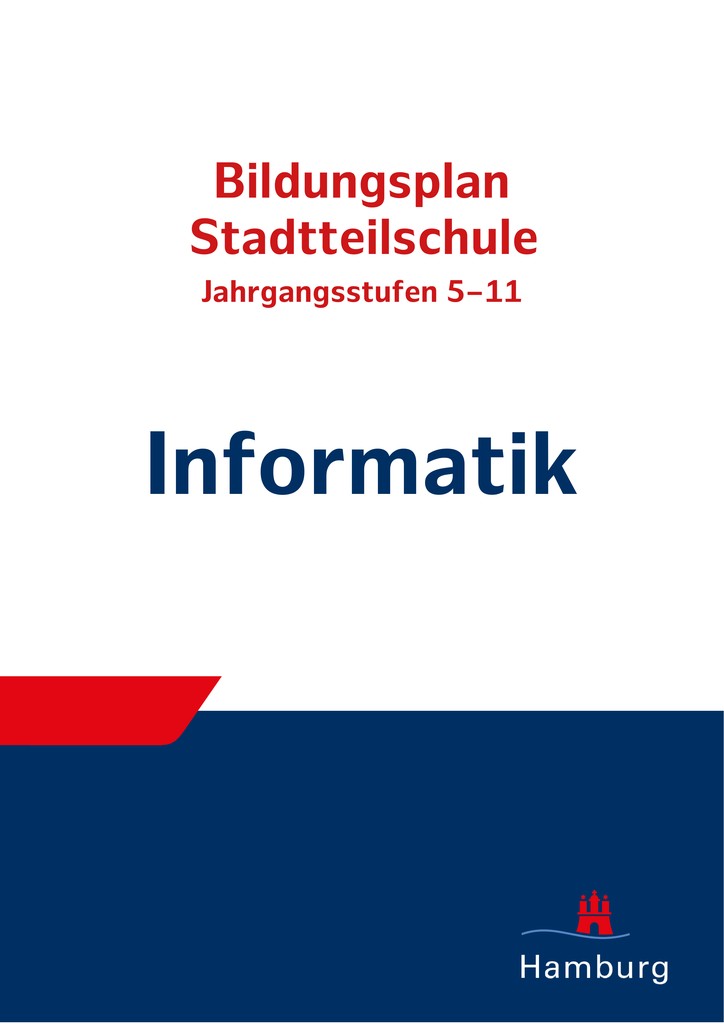 Bildungsplan
Stadtteilschule
Jahrgangsstufen 5–11
Informatik
Hamburg